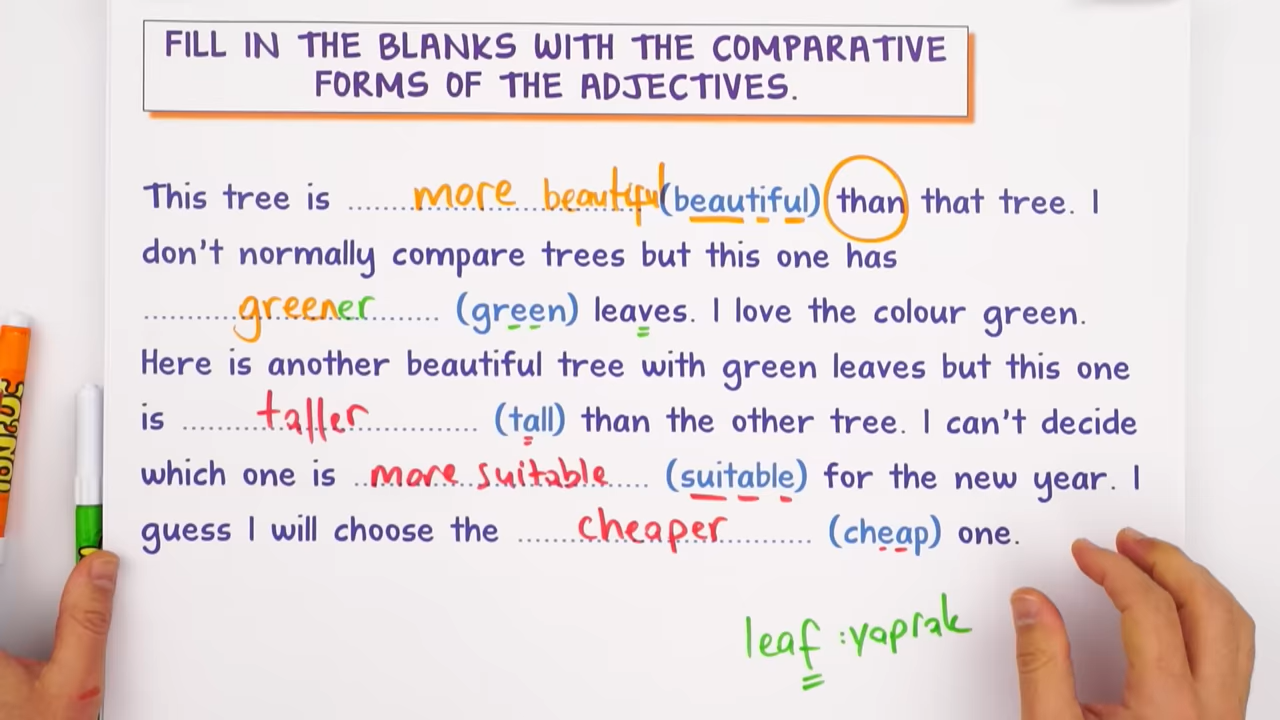 FILL IN THE BLANKS WITH THE COMPARATIVE
FORMS OF THE ADJECTIVES.
This tree is ...... more beautiful (beautiful) than that tree. I
don't normally compare trees but this one has
............ greener ........ (green) leaves. I love the colour green.
Here is another beautiful tree with green leaves but this one
is ........ taller ............ (tall) than the other tree. I can't decide
which one is .. more suitable ..... (suitable) for the new year. I
guess I will choose the ...... cheaper ......... (cheap) one.
leaf : yaprak